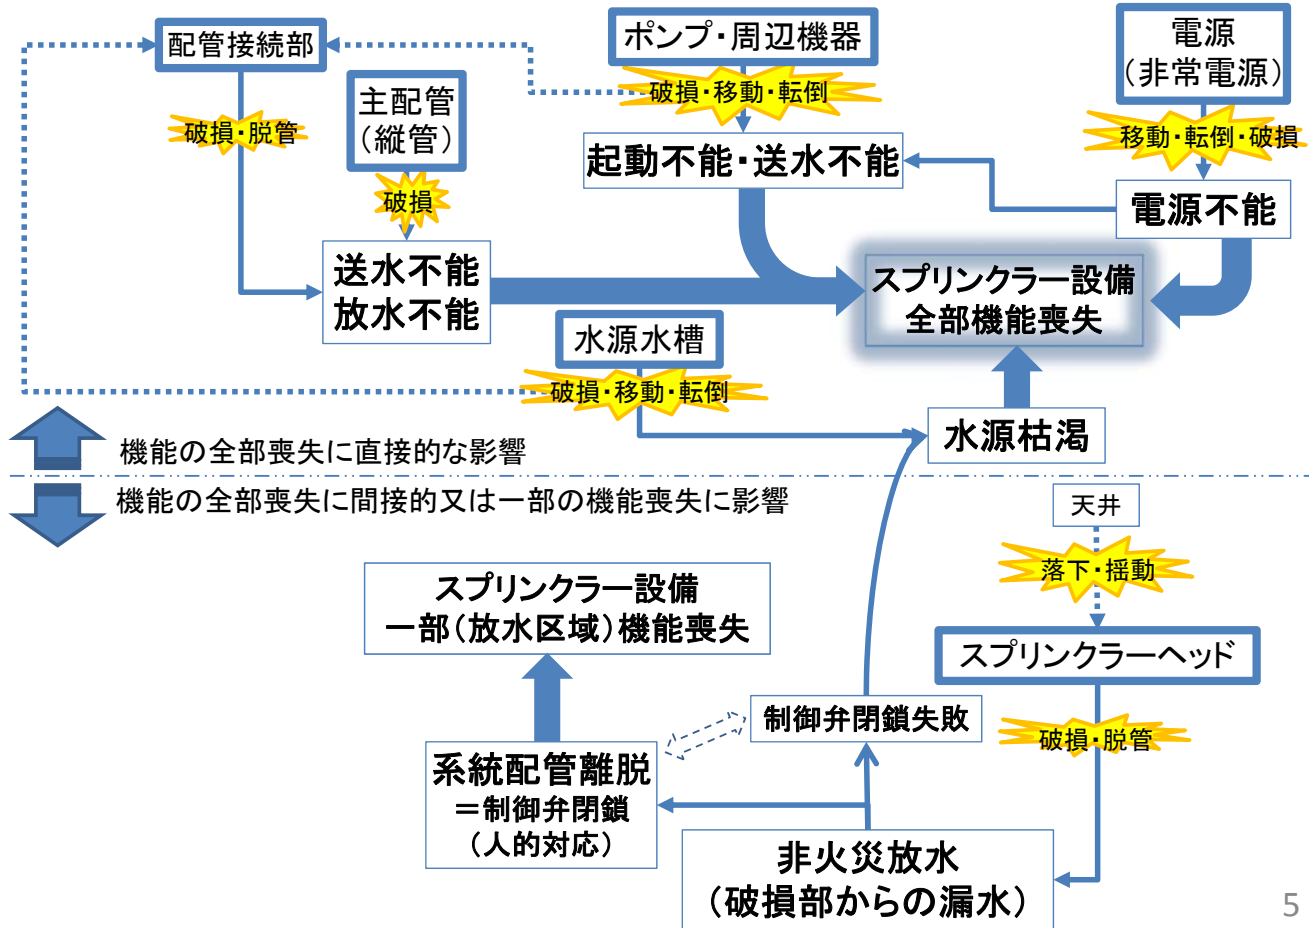 配管接続部
ポンプ・周辺機器
電源
（非常電源）
主配管
（縦管）
破損・移動・転倒
破損・脱管
移動・転倒・破損
破損
起動不能・送水不能
電源不能
送水不能
放水不能
スプリンクラー設備
全部機能喪失
水源水槽
破損・移動・転倒
水源枯渇
機能の全部喪失に直接的な影響
機能の全部喪失に間接的又は一部の機能喪失に影響
天井
落下・揺動
スプリンクラー設備
一部（放水区域）機能喪失
スプリンクラーヘッド
制御弁閉鎖失敗
破損・脱管
系統配管離脱
＝制御弁閉鎖
（人的対応）
非火災放水
（破損部からの漏水）
5